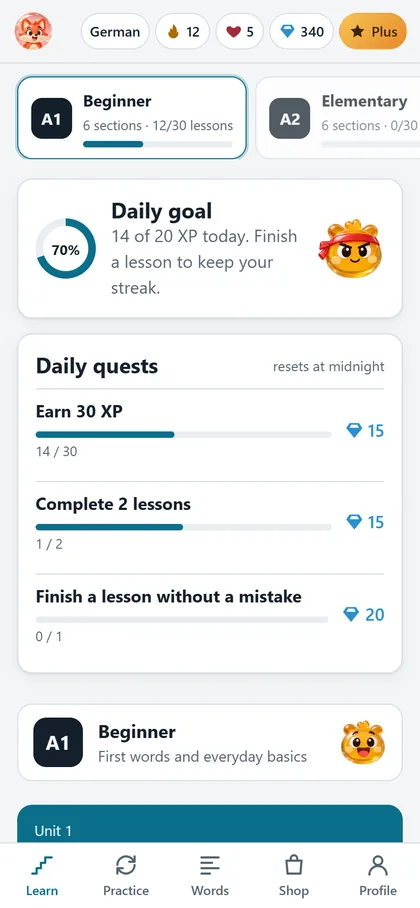 German
12
5
340
Plus
A1
Beginner
6 sections · 12/30 lessons
A2
Elementary
6 sections · 0/30
70%
Daily goal
14 of 20 XP today. Finish
a lesson to keep your
streak.
Daily quests
resets at midnight
Earn 30 XP
15
14 / 30
Complete 2 lessons
15
1 / 2
Finish a lesson without a mistake
20
0 / 1
A1
Beginner
First words and everyday basics
Unit 1
Learn
Practice
Words
Shop
Profile